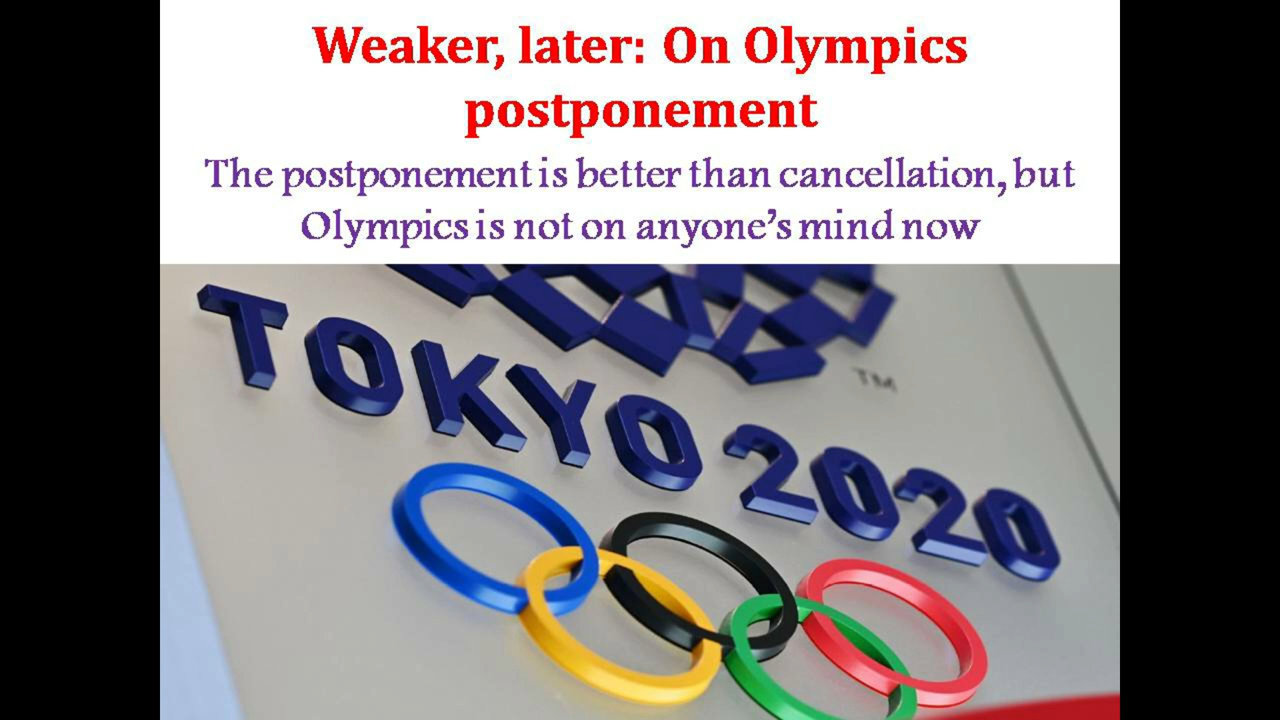 Weaker, later: On Olympics
postponement
The postponement is better than cancellation, but
Olympics is not on anyone’s mind now
TM
TOKYO 2020